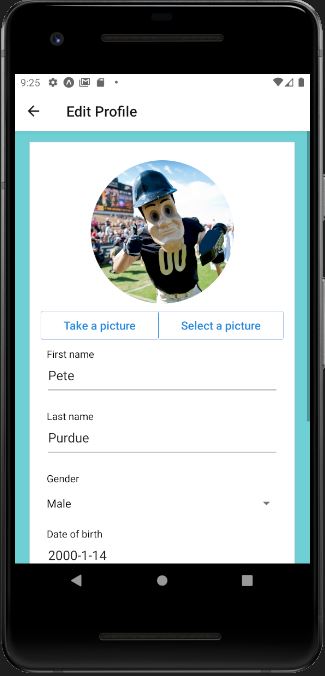 9:25
Edit Profile
00
Take a picture
Select a picture
First name
Pete
Last name
Purdue
Gender
Male
Date of birth
2000-1-14